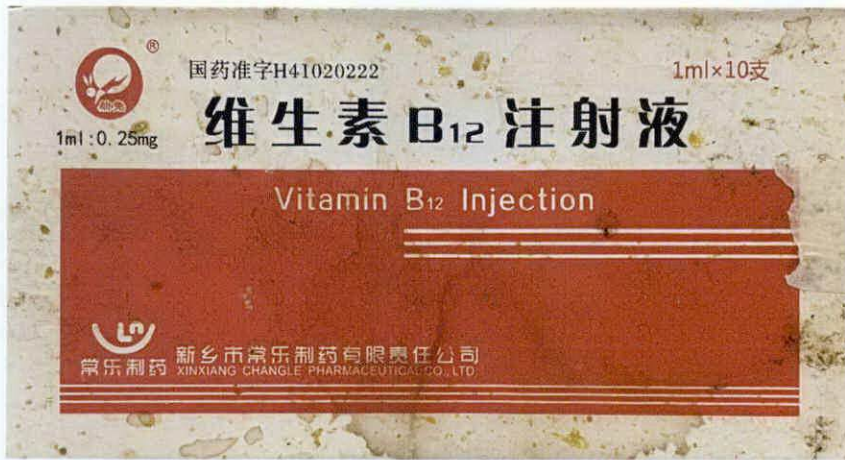 ®
国药准字H41020222
1ml×10支
仙兔
1ml:0.25mg
维生素B₁₂注射液
Vitamin B₁₂ Injection
常乐制药
新乡市常乐制药有限责任公司
XINXIANG CHANGLE PHARMACEUTICAL CO., LTD